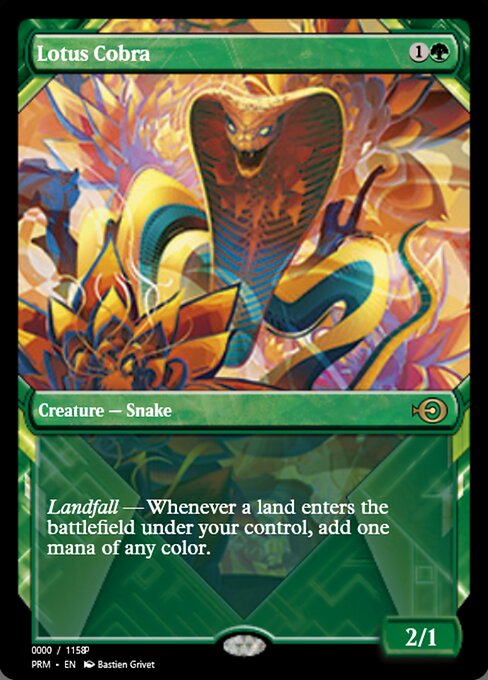 Lotus Cobra 1
Creature — Snake
Landfall — Whenever a land enters the
battlefield under your control, add one
mana of any color.
2/1
0000 / 1158P
PRM • EN Bastien Grivet